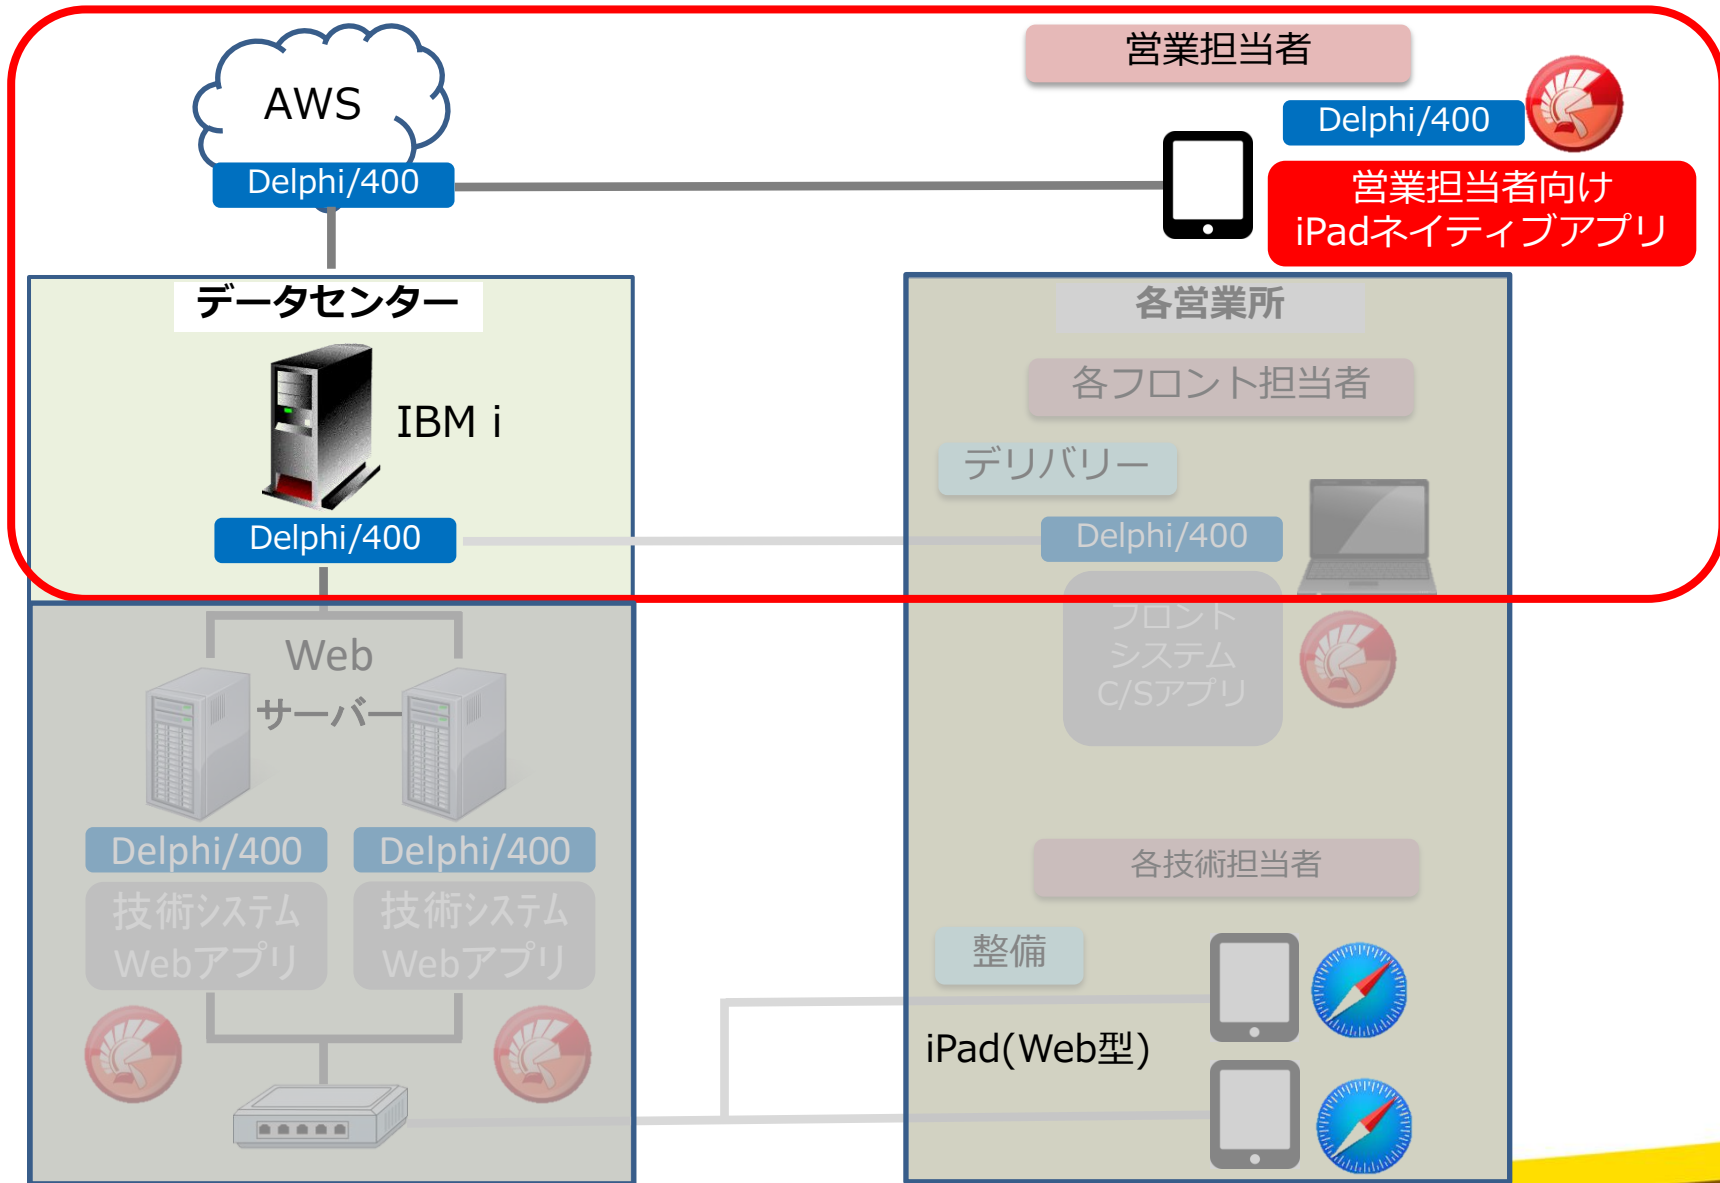 AWS
Delphi/400
営業担当者
Delphi/400
営業担当者向け
iPadネイティブアプリ
データセンター
IBM i
Delphi/400
Web
サーバー
Delphi/400
Delphi/400
技術システム
Webアプリ
技術システム
Webアプリ
各営業所
各フロント担当者
デリバリー
Delphi/400
フロント
システム
C/Sアプリ
各技術担当者
整備
iPad(Web型)